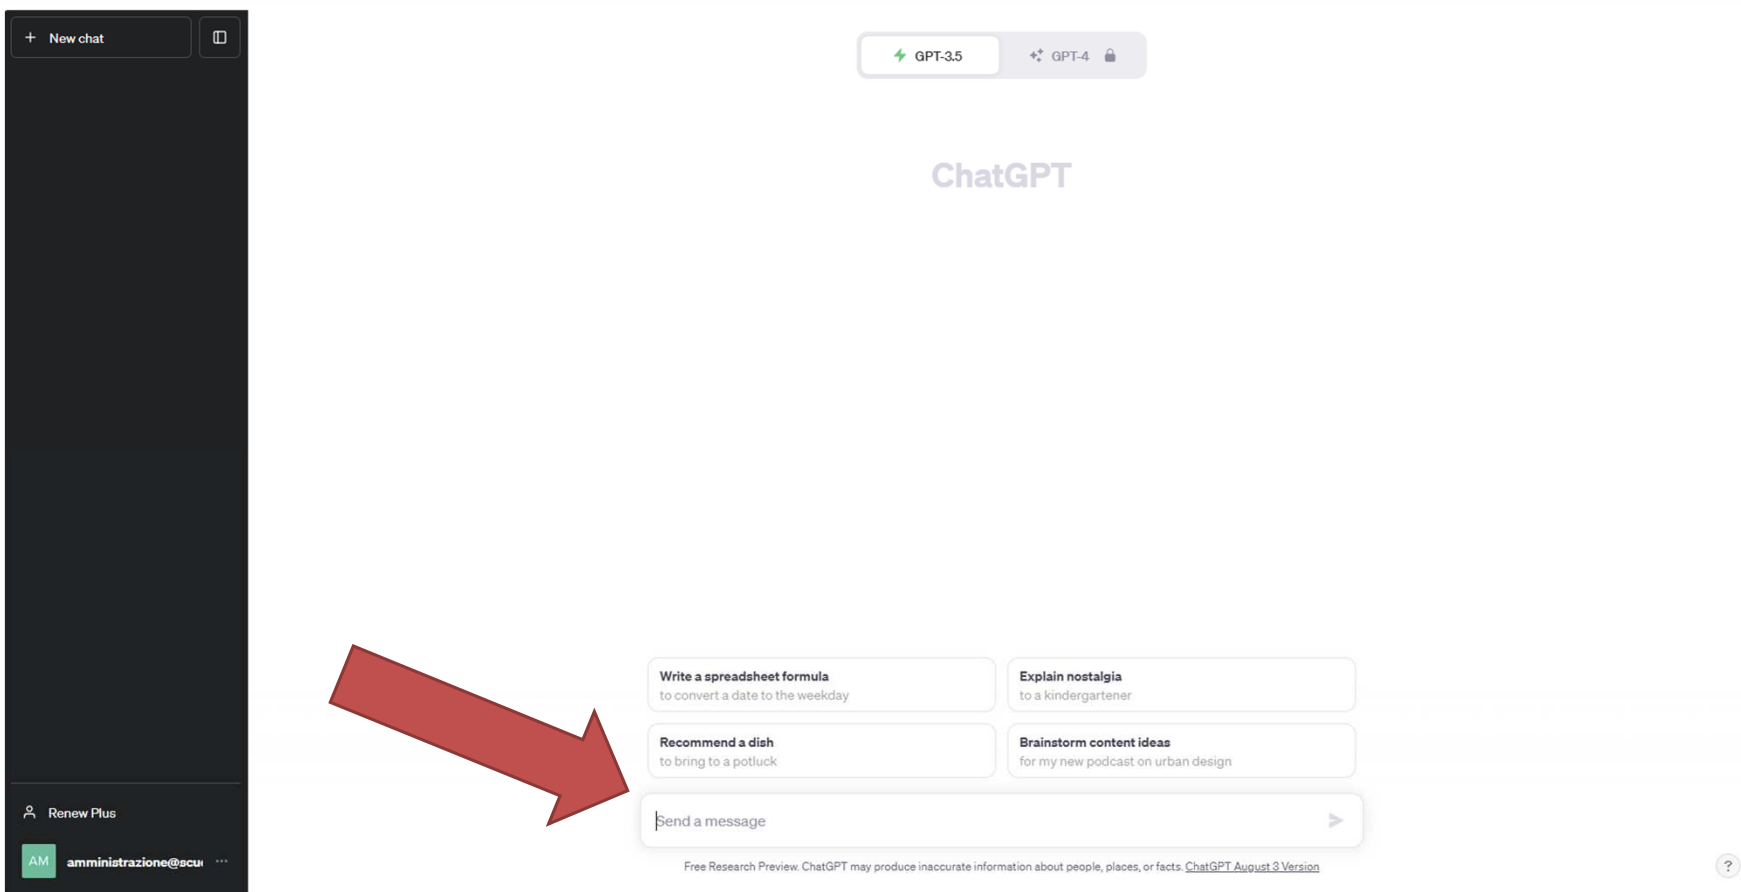 New chat
GPT-3.5
GPT-4
ChatGPT
Write a spreadsheet formula
to convert a date to the weekday
Explain nostalgia
to a kindergartener
Recommend a dish
to bring to a potluck
Brainstorm content ideas
for my new podcast on urban design
Send a message
Free Research Preview. ChatGPT may produce inaccurate information about people, places, or facts. ChatGPT August 3 Version
Renew Plus
AM
amministrazione@scu
?